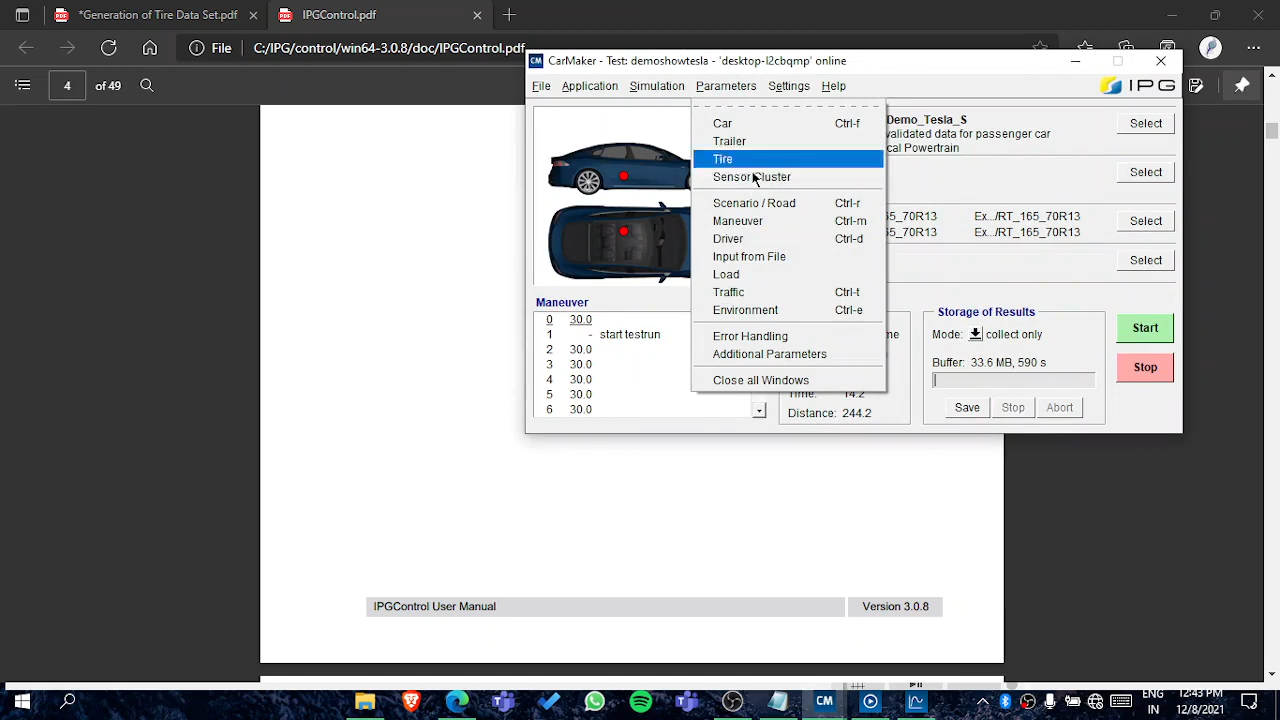 *Generation of Tire Data Set.pdf
IPGControl.pdf
File C:/IPG/control/win64-3.0.8/doc/IPGControl.pdf
4 of 49
CM CarMaker - Test: demoshowtesla - 'desktop-l2cbqmp' online
File Application Simulation Parameters Settings Help
IPG
Car Ctrl-f
Trailer
Tire
Sensor Cluster
Scenario / Road Ctrl-r
Maneuver Ctrl-m
Driver Ctrl-d
Input from File
Load
Traffic Ctrl-t
Environment Ctrl-e
Error Handling
Additional Parameters
Close all Windows
Demo_Tesla_S
validated data for passenger car
cal Powertrain
Select
Select
65_70R13 Ex.../RT_165_70R13
65_70R13 Ex.../RT_165_70R13
Select
Select
Maneuver
0 30.0
1 - start testrun
2 30.0
3 30.0
4 30.0
5 30.0
6 30.0
me
Time: 14.2
Distance: 244.2
Storage of Results
Mode: collect only
Buffer: 33.6 MB, 590 s
Save Stop Abort
Start
Stop
IPGControl User Manual Version 3.0.8
CM
ENG
IN
12:43 PM
12/8/2021